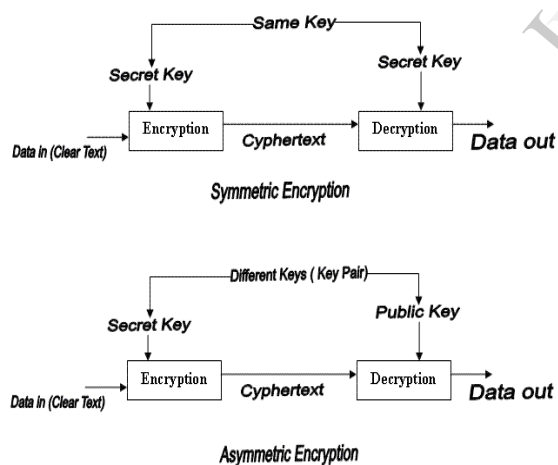 Same Key
Secret Key Secret Key
Encryption Decryption
Data in (Clear Text) Cyphertext Data out
Symmetric Encryption
Different Keys ( Key Pair)
Secret Key Public Key
Encryption Decryption
Data in (Clear Text) Cyphertext Data out
Asymmetric Encryption